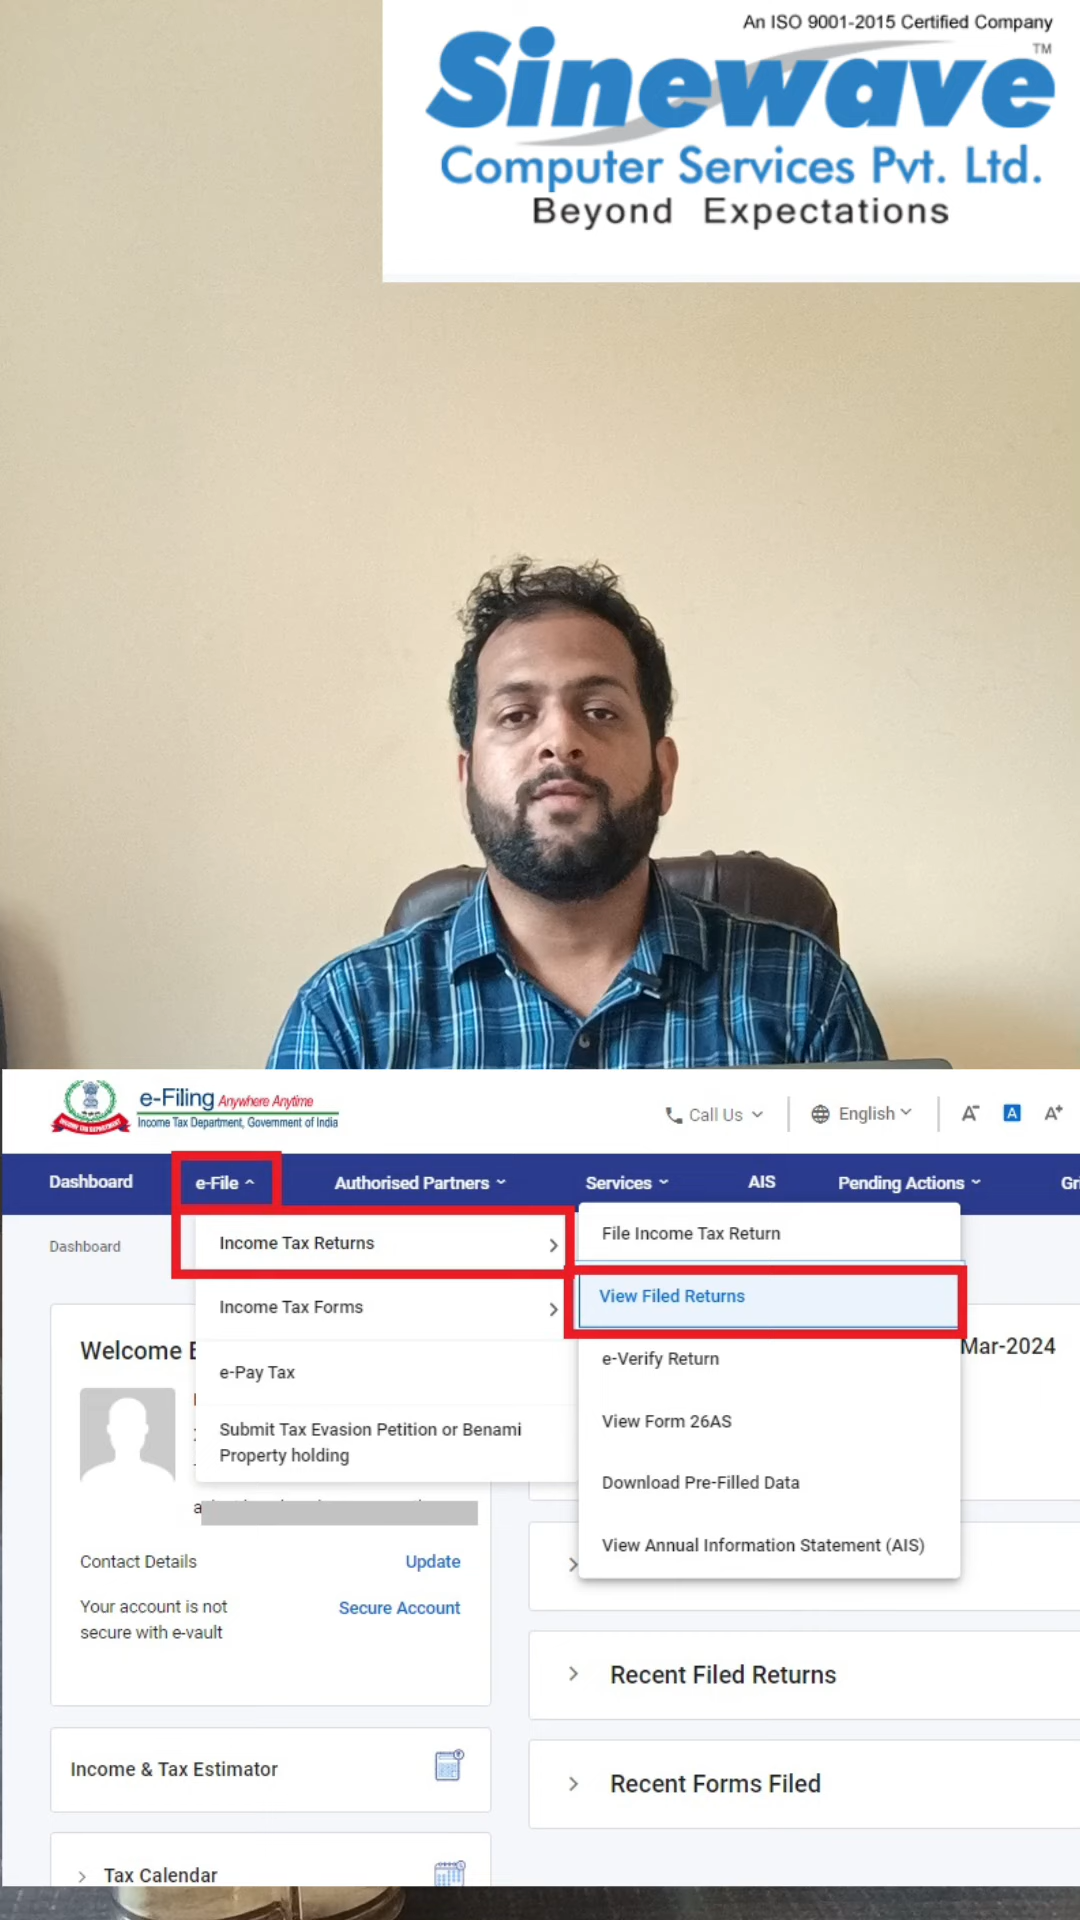 An ISO 9001-2015 Certified Company
Sinewave™
Computer Services Pvt. Ltd.
Beyond Expectations
e-Filing Anywhere Anytime
Income Tax Department, Government of India
INCOME TAX DEPARTMENT
Call Us
English
A⁻ A A⁺
Dashboard e-File Authorised Partners Services AIS Pending Actions
Dashboard
Income Tax Returns
Income Tax Forms
e-Pay Tax
Submit Tax Evasion Petition or Benami
Property holding
File Income Tax Return
View Filed Returns
e-Verify Return
View Form 26AS
Download Pre-Filled Data
View Annual Information Statement (AIS)
Welcome
Mar-2024
Contact Details Update
Your account is not
secure with e-vault
Secure Account
Income & Tax Estimator
Tax Calendar
Recent Filed Returns
Recent Forms Filed